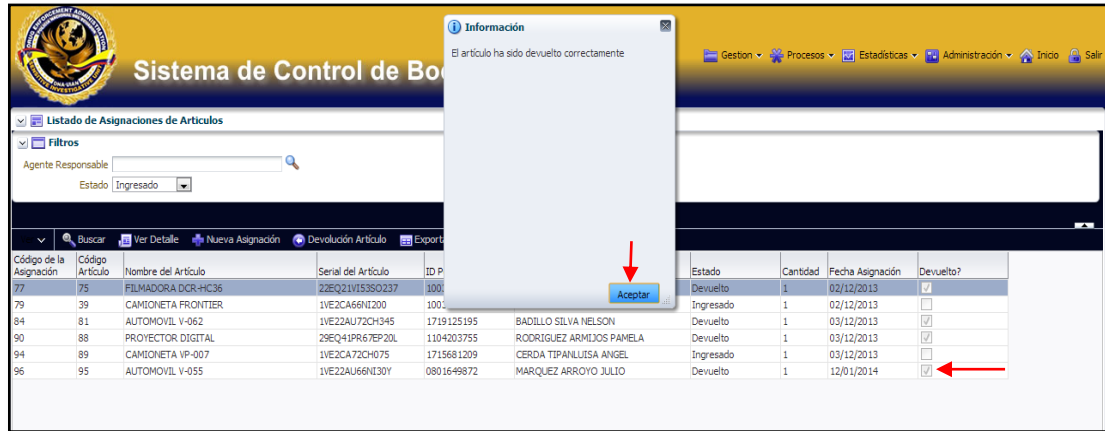 Información
El artículo ha sido devuelto correctamente
Aceptar
Sistema de Control de Bo
Gestion Procesos Estadísticas Administración Inicio Salir
Listado de Asignaciones de Articulos
Filtros
Agente Responsable
Estado Ingresado
Buscar Ver Detalle Nueva Asignación Devolución Artículo Export
Código de la Asignación Código Artículo Nombre del Artículo Serial del Artículo ID P Estado Cantidad Fecha Asignación Devuelto?
77 75 FILMADORA DCR-HC36 22EQ21VI53SO237 100 Devuelto 1 02/12/2013
79 39 CAMIONETA FRONTIER 1VE2CA66NI200 100 Ingresado 1 02/12/2013
84 81 AUTOMOVIL V-062 1VE22AU72CH345 1719125195 BADILLO SILVA NELSON Devuelto 1 03/12/2013
90 88 PROYECTOR DIGITAL 29EQ41PR67EP20L 1104203755 RODRIGUEZ ARMIJOS PAMELA Devuelto 1 03/12/2013
94 89 CAMIONETA VP-007 1VE2CA72CH075 1715681209 CERDA TIPANLUISA ANGEL Ingresado 1 03/12/2013
96 95 AUTOMOVIL V-055 1VE22AU66NI30Y 0801649872 MARQUEZ ARROYO JULIO Devuelto 1 12/01/2014